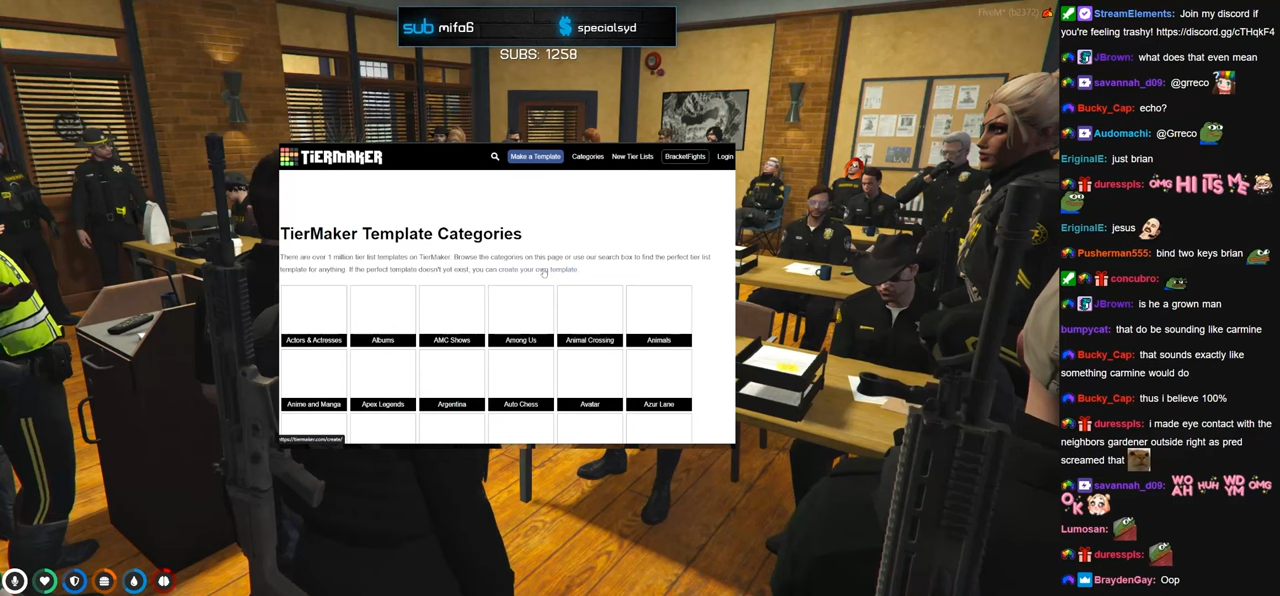 sub mifa6 $ specialsyd
SUBS: 1258
FiveM® (b2372)
TIERMAKER
Make a Template Categories New Tier Lists BracketFights Login
TierMaker Template Categories
There are over 1 million tier list templates on TierMaker. Browse the categories on this page or use our search box to find the perfect tier list
template for anything. If the perfect template doesn't yet exist, you can create your own template.
Actors & Actresses Albums AMC Shows Among Us Animal Crossing Animals
Anime and Manga Apex Legends Argentina Auto Chess Avatar Azur Lane
https://tiermaker.com/create/
StreamElements: Join my discord if
you're feeling trashy! https://discord.gg/cTHqkF4
JBrown: what does that even mean
savannah_d09: @grreco
Bucky_Cap: echo?
Audomachi: @Grreco
EriginalE: just brian
duresspls: OMG HI ITS ME
EriginalE: jesus
Pusherman555: bind two keys brian
concubro:
JBrown: is he a grown man
bumpycat: that do be sounding like carmine
Bucky_Cap: that sounds exactly like
something carmine would do
Bucky_Cap: thus i believe 100%
duresspls: i made eye contact with the
neighbors gardener outside right as pred
screamed that
savannah_d09: WOAH HUH WDYM OMG
OK
Lumosan:
duresspls:
BraydenGay: Oop